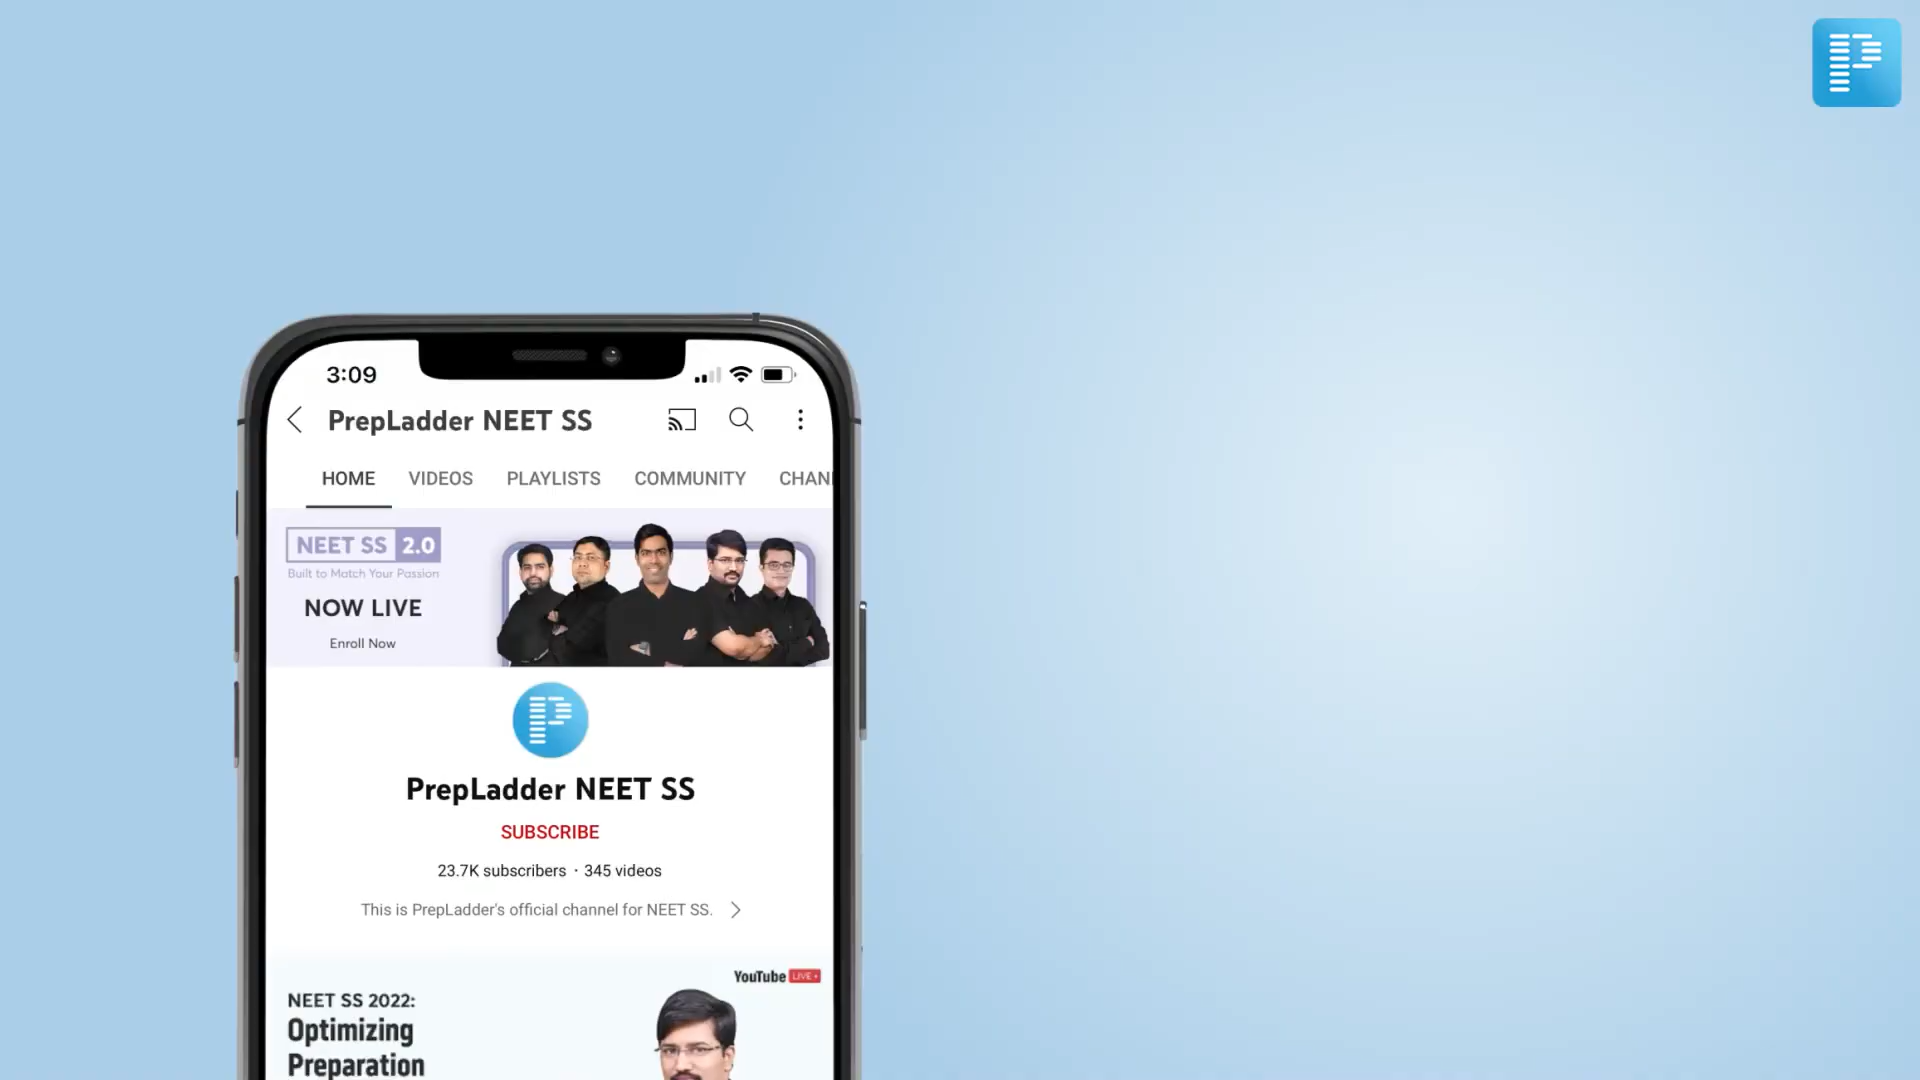 3:09
PrepLadder NEET SS
HOME VIDEOS PLAYLISTS COMMUNITY CHAN
NEET SS 2.0
Built to Match Your Passion
NOW LIVE
Enroll Now
PrepLadder NEET SS
SUBSCRIBE
23.7K subscribers · 345 videos
This is PrepLadder's official channel for NEET SS.
YouTube LIVE
NEET SS 2022:
Optimizing
Preparation